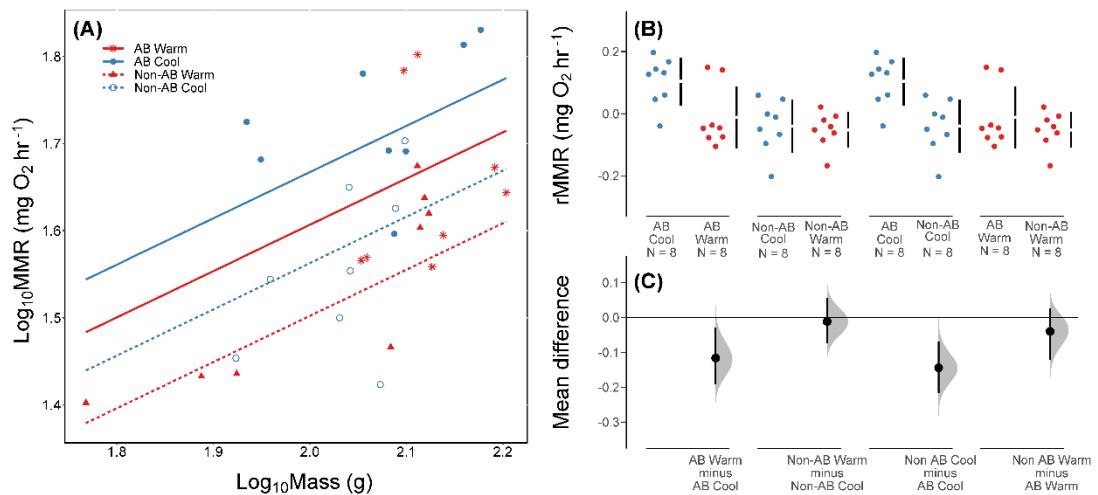 (A)
AB Warm
AB Cool
Non-AB Warm
Non-AB Cool
Log₁₀MMR (mg O₂ hr⁻¹)
1.8
1.7
1.6
1.5
1.4
1.8
1.9
2.0
2.1
2.2
Log₁₀Mass (g)
(B)
rMMR (mg O₂ hr⁻¹)
0.2
0.0
-0.2
AB
Cool
N = 8
AB
Warm
N = 8
Non-AB
Cool
N = 8
Non-AB
Warm
N = 8
AB
Cool
N = 8
Non-AB
Cool
N = 8
AB
Warm
N = 8
Non-AB
Warm
N = 8
(C)
Mean difference
0.1
0.0
-0.1
-0.2
-0.3
AB Warm
minus
AB Cool
Non-AB Warm
minus
Non-AB Cool
Non AB Cool
minus
AB Cool
Non AB Warm
minus
AB Warm